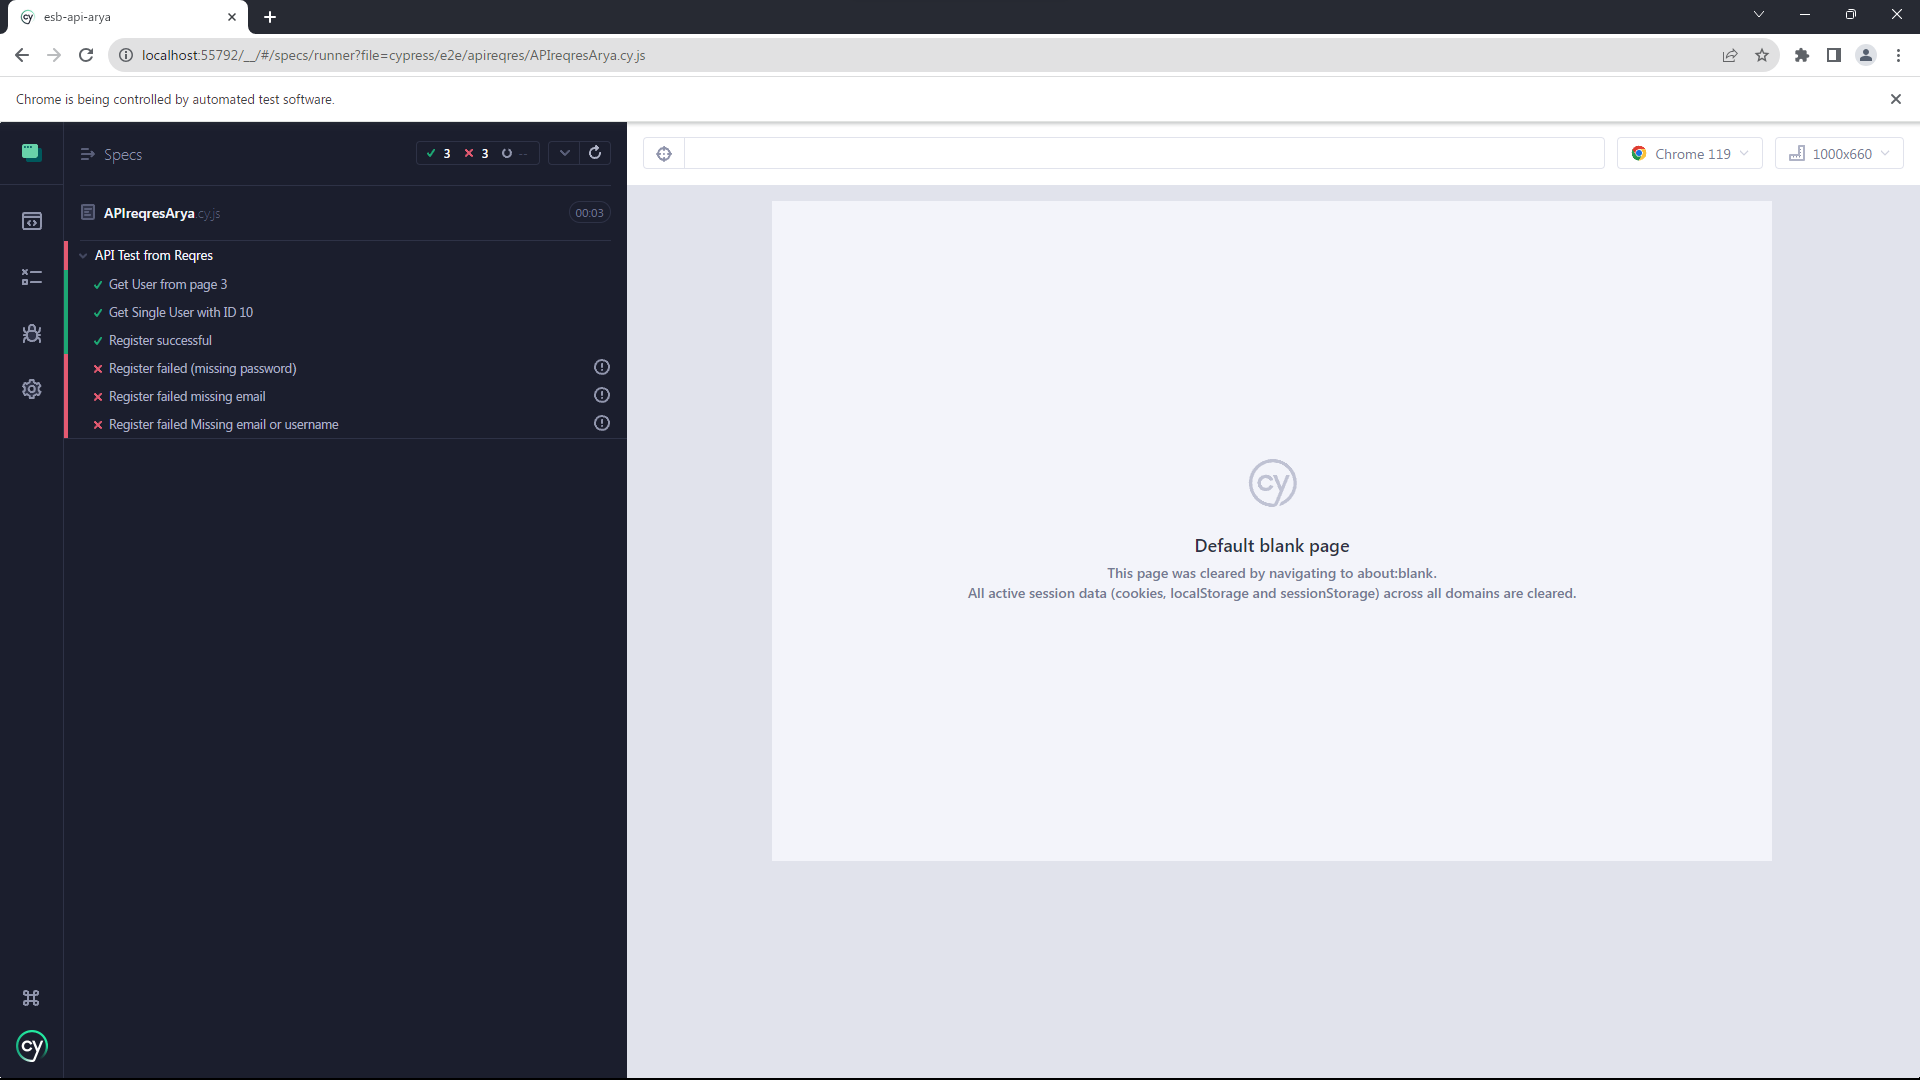 esb-api-arya
localhost:55792/__/#/specs/runner?file=cypress/e2e/apireqres/APIreqresArya.cy.js
Chrome is being controlled by automated test software.
Specs
3 3 --
Chrome 119
1000x660
APIreqresArya.cy.js
00:03
API Test from Reqres
Get User from page 3
Get Single User with ID 10
Register successful
Register failed (missing password)
Register failed missing email
Register failed Missing email or username
cy
Default blank page
This page was cleared by navigating to about:blank.
All active session data (cookies, localStorage and sessionStorage) across all domains are cleared.
cy